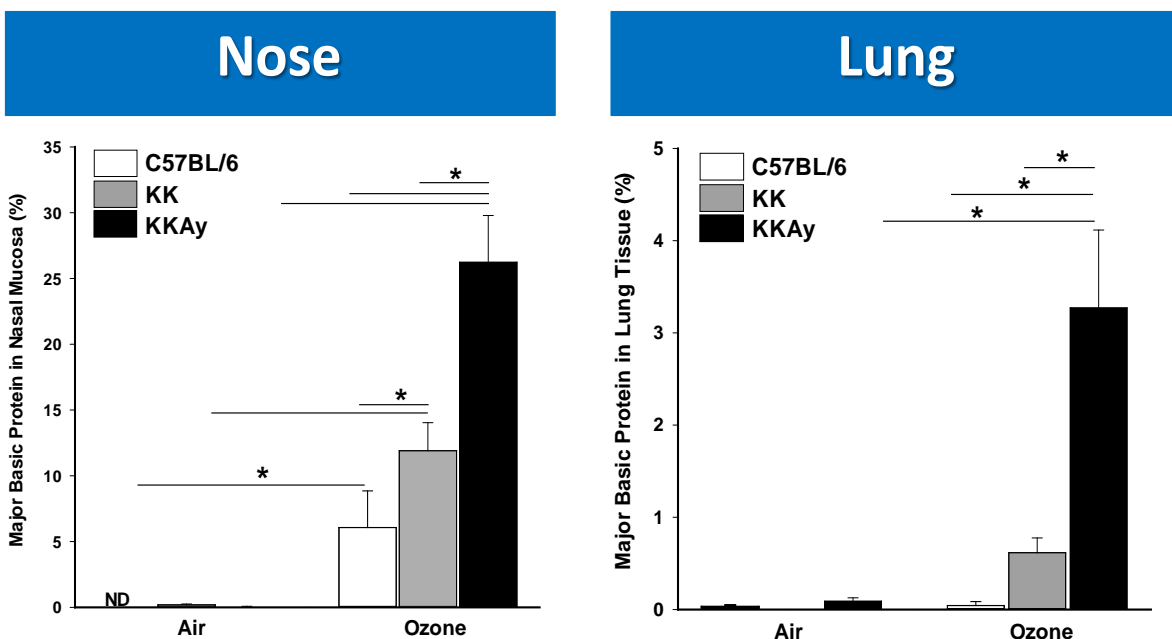 Nose
Major Basic Protein in Nasal Mucosa (%)
35
30
25
20
15
10
5
0
C57BL/6
KK
KKAy
*
*
*
ND
Air
Ozone
Lung
Major Basic Protein in Lung Tissue (%)
5
4
3
2
1
0
C57BL/6
KK
KKAy
*
*
*
Air
Ozone